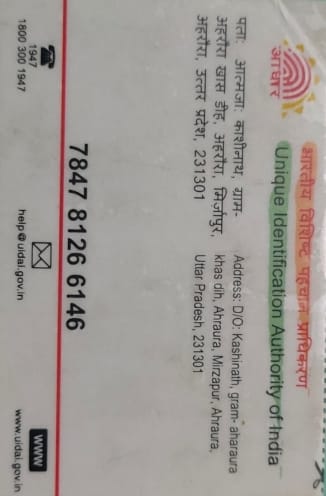 भारतीय विशिष्ट पहचान प्राधिकरण
Unique Identification Authority of India
आधार
पता: आत्मजा: काशीनाथ, ग्राम-
अहरौरा खास डीह, अहरौरा, मिर्ज़ापुर,
अहरौरा, उत्तर प्रदेश, 231301
Address: D/O: Kashinath, gram- aharaura
khas dih, Ahraura, Mirzapur, Ahraura,
Uttar Pradesh, 231301
7847 8126 6146
1947
1800 300 1947
help@uidai.gov.in
www
www.uidai.gov.in